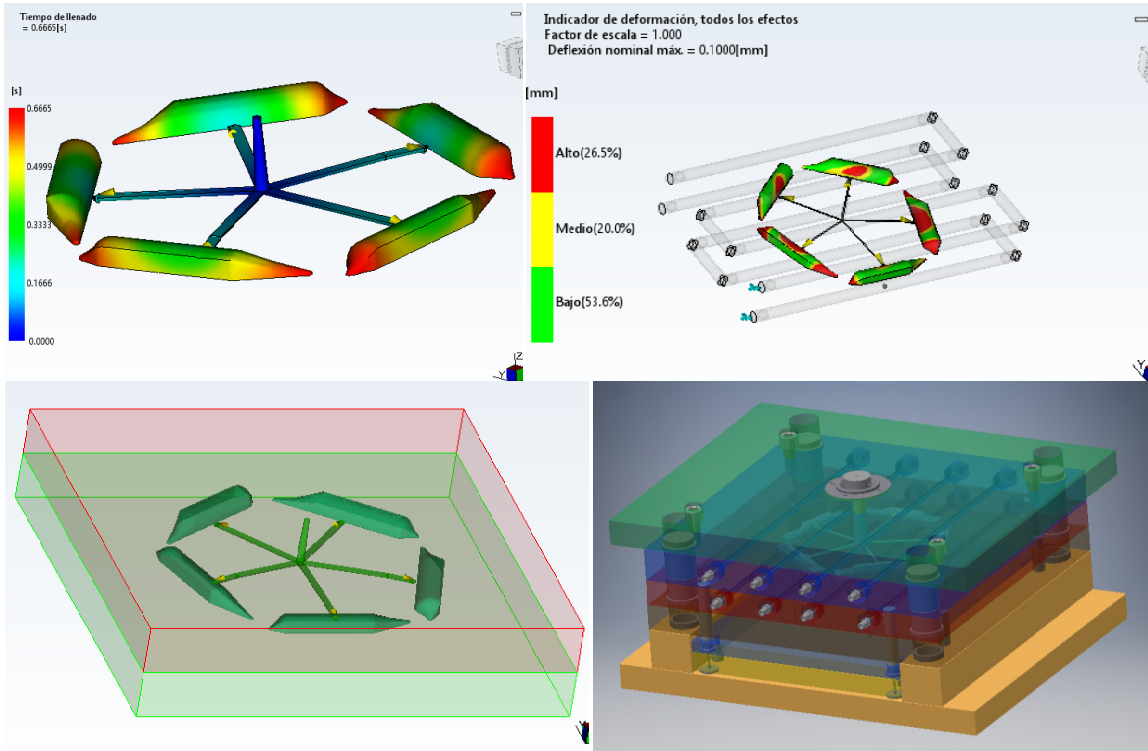 Tiempo de llenado
= 0.6665[s]
[s]
0.6665
0.4999
0.3333
0.1666
0.0000
Z
Y
Indicador de deformación, todos los efectos
Factor de escala = 1.000
Deflexión nominal máx. = 0.1000[mm]
[mm]
Alto(26.5%)
Medio(20.0%)
Bajo(53.6%)